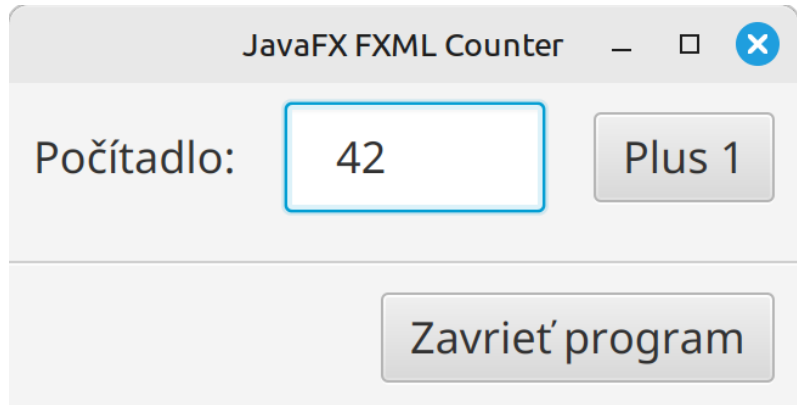 JavaFX FXML Counter
Počítadlo: 42 Plus 1
Zavrieť program